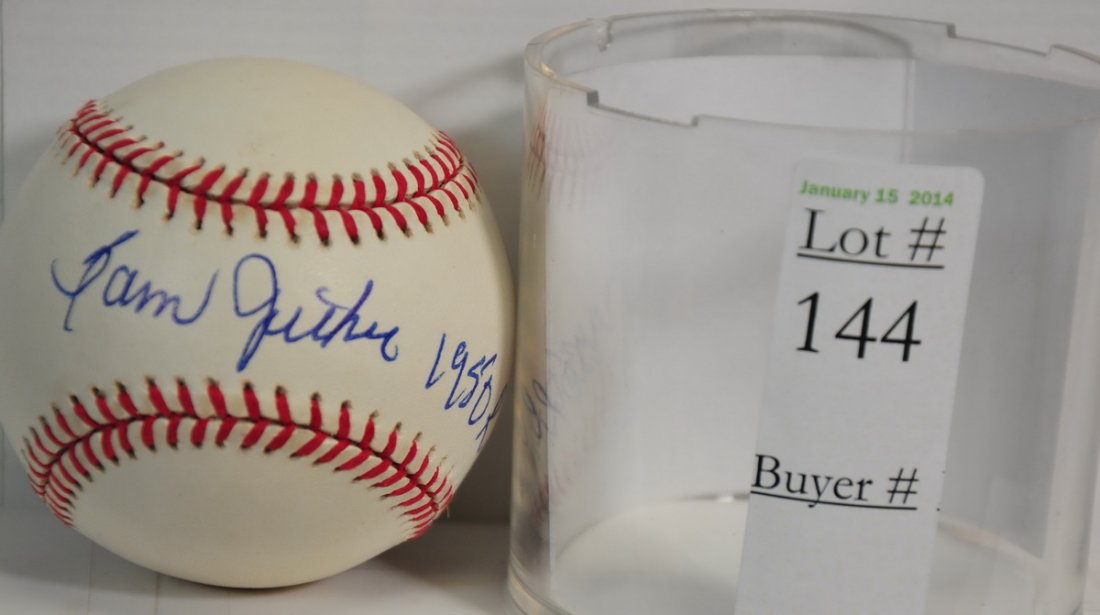 Sam Jethroe
1950
January 15 2014
Lot #
144
Buyer #